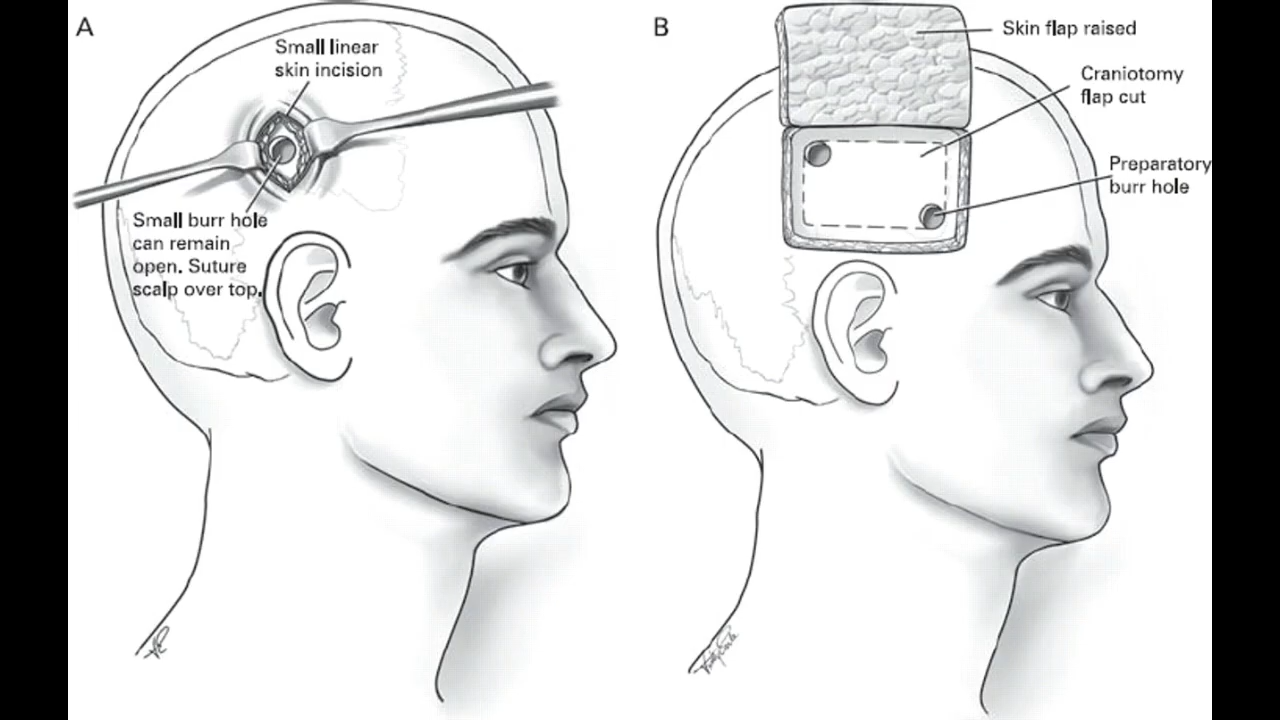 A
Small linear
skin incision
Small burr hole
can remain
open. Suture
scalp over top.
B
Skin flap raised
Craniotomy
flap cut
Preparatory
burr hole